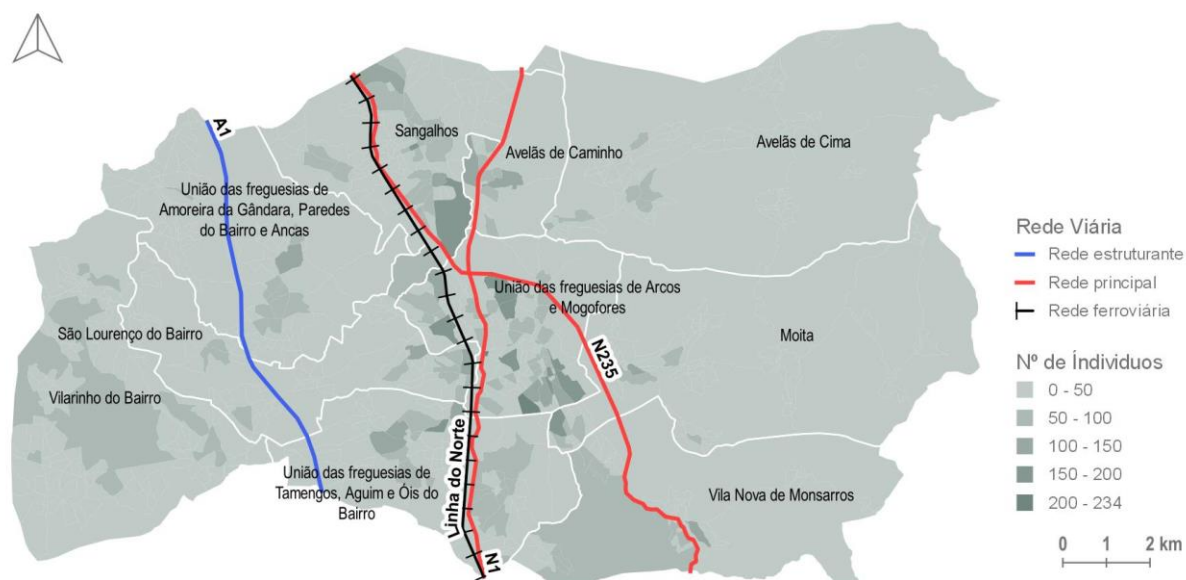 A1
Sangalhos
Avelãs de Caminho
Avelãs de Cima
União das freguesias de
Amoreira da Gândara, Paredes
do Bairro e Ancas
União das freguesias de Arcos
e Mogofores
São Lourenço do Bairro
Moita
N235
Vilarinho do Bairro
Linha do Norte
União das freguesias de
Tamengos, Aguim e Óis do
Bairro
Vila Nova de Monsarros
N1
Rede Viária
Rede estruturante
Rede principal
Rede ferroviária
Nº de Índividuos
0 - 50
50 - 100
100 - 150
150 - 200
200 - 234
0 1 2 km